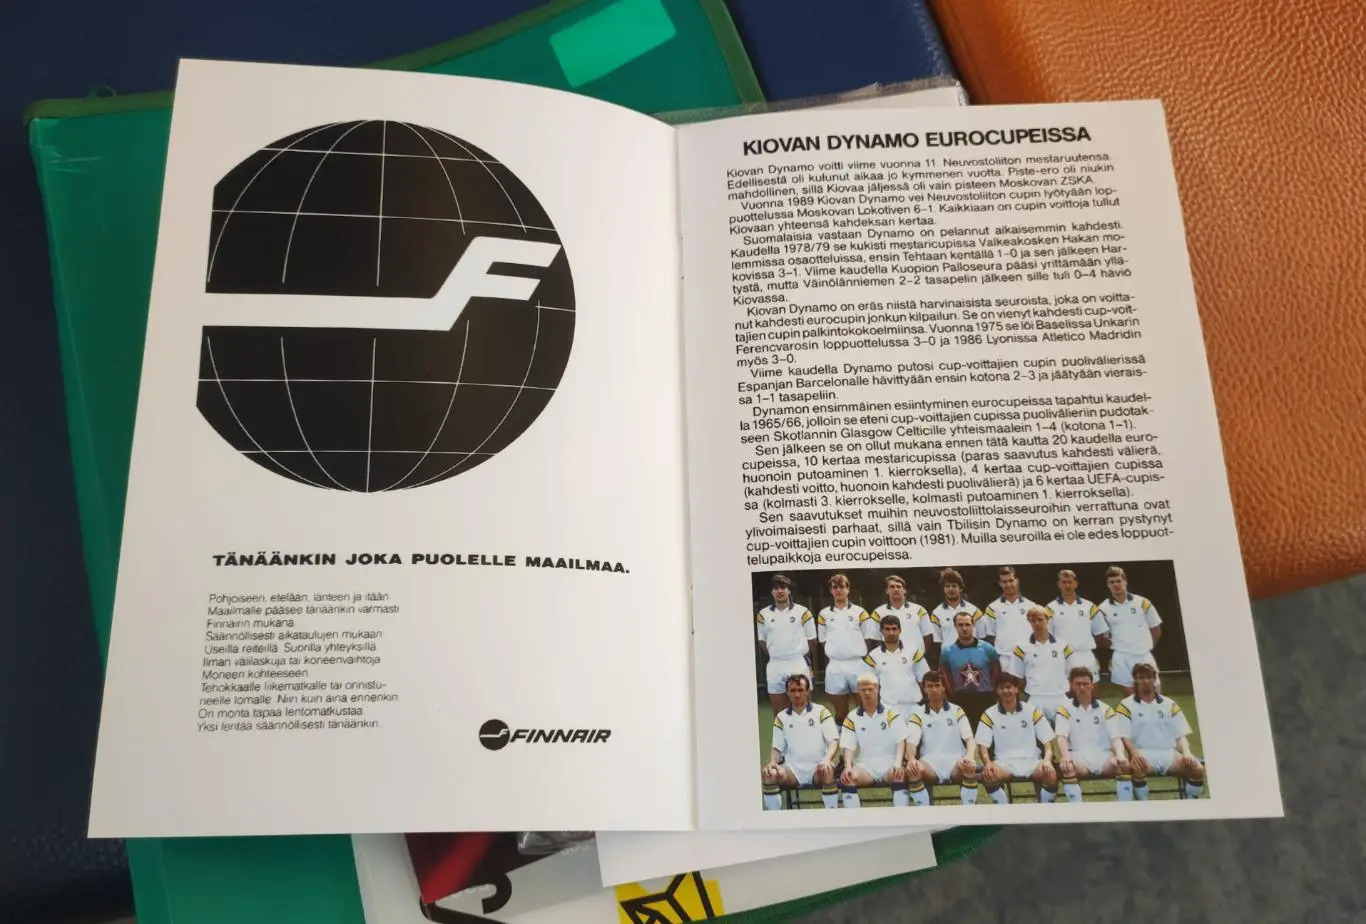 TÄNÄÄNKIN JOKA PUOLELLE MAAILMAA.
Pohjoiseen, etelään, länteen ja itään
Maailmalle pääsee tänäänkin varmasti
Finnairin mukana.
Säännöllisesti aikataulujen mukaan
Useilla reiteillä. Suorilla yhteyksillä
Ilman välilaskuja tai koneenvaihtoja
Moneen kohteeseen
Tehokkaalle liikematkalle tai onnistu-
neelle lomalle. Niin kuin aina ennenkin
On monta tapaa lentomatkustaa
Yksi lentää säännöllisesti tänäänkin
FINNAIR
KIOVAN DYNAMO EUROCUPEISSA
Kiovan Dynamo voitti viime vuonna 11. Neuvostoliiton mestaruutensa.
Edellisestä oli kulunut aikaa jo kymmenen vuotta. Piste-ero oli niukin
mahdollinen, sillä Kiovaa jäljessä oli vain pisteen Moskovan ZSKA.
Vuonna 1989 Kiovan Dynamo vei Neuvostoliiton cupin lyötyään lop-
puottelussa Moskovan Lokotiven 6–1. Kaikkiaan on cupin voittoja tullut
Kiovaan yhteensä kahdeksan kertaa.
Suomalaisia vastaan Dynamo on pelannut aikaisemmin kahdesti.
Kaudella 1978/79 se kukisti mestaricupissa Valkeakosken Hakan mo-
lemmissa osaotteluissa, ensin Tehtaan kentällä 1–0 ja sen jälkeen Har-
kovissa 3–1. Viime kaudella Kuopion Palloseura pääsi yrittämään yllä-
tystä, mutta Väinölänniemen 2–2 tasapelin jälkeen sille tuli 0–4 häviö
Kiovassa.
Kiovan Dynamo on eräs niistä harvinaisista seuroista, joka on voitta-
nut kahdesti eurocupin jonkun kilpailun. Se on vienyt kahdesti cup-voit-
tajien cupin palkintokokoelmiinsa. Vuonna 1975 se löi Baselissa Unkarin
Ferencvarosin loppuottelussa 3–0 ja 1986 Lyonissa Atletico Madridin
myös 3–0.
Viime kaudella Dynamo putosi cup-voittajien cupin puolivälierissä
Espanjan Barcelonalle hävittyään ensin kotona 2–3 ja jäätyään vierais-
sa 1–1 tasapeliin.
Dynamon ensimmäinen esiintyminen eurocupeissa tapahtui kaudel-
la 1965/66, jolloin se eteni cup-voittajien cupissa puolivälieriin pudotak-
seen Skotlannin Glasgow Celticille yhteismaalein 1–4 (kotona 1–1).
Sen jälkeen se on ollut mukana ennen tätä kautta 20 kaudella euro-
cupeissa, 10 kertaa mestaricupissa (paras saavutus kahdesti välierä,
huonoin putoaminen 1. kierroksella), 4 kertaa cup-voittajien cupissa
(kahdesti voitto, huonoin kahdesti puolivälierä) ja 6 kertaa UEFA-cupis-
sa (kolmasti 3. kierrokselle, kolmasti putoaminen 1. kierroksella).
Sen saavutukset muihin neuvostoliittolaisseuroihin verrattuna ovat
ylivoimaisesti parhaat, sillä vain Tbilisin Dynamo on kerran pystynyt
cup-voittajien cupin voittoon (1981). Muilla seuroilla ei ole edes loppuot-
telupaikkoja eurocupeissa.